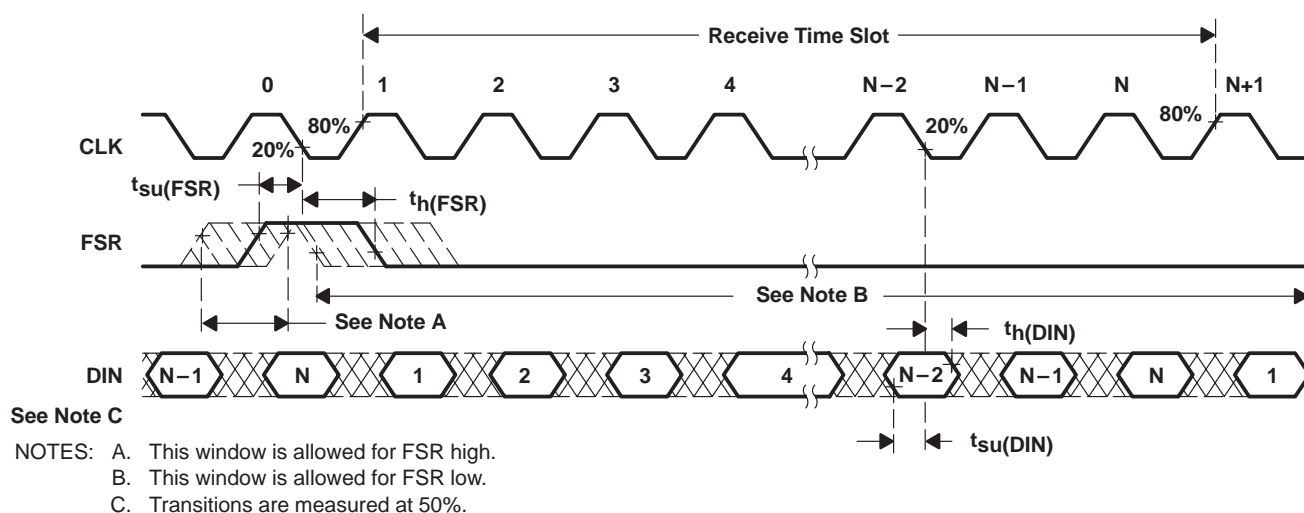 Receive Time Slot
0 1 2 3 4 N−2 N−1 N N+1
80% 20% 80%
CLK
20%
tsu(FSR)
th(FSR)
FSR
See Note B
See Note A
th(DIN)
DIN N−1 N 1 2 3 4 N−2 N−1 N 1
See Note C
tsu(DIN)
NOTES: A. This window is allowed for FSR high.
B. This window is allowed for FSR low.
C. Transitions are measured at 50%.